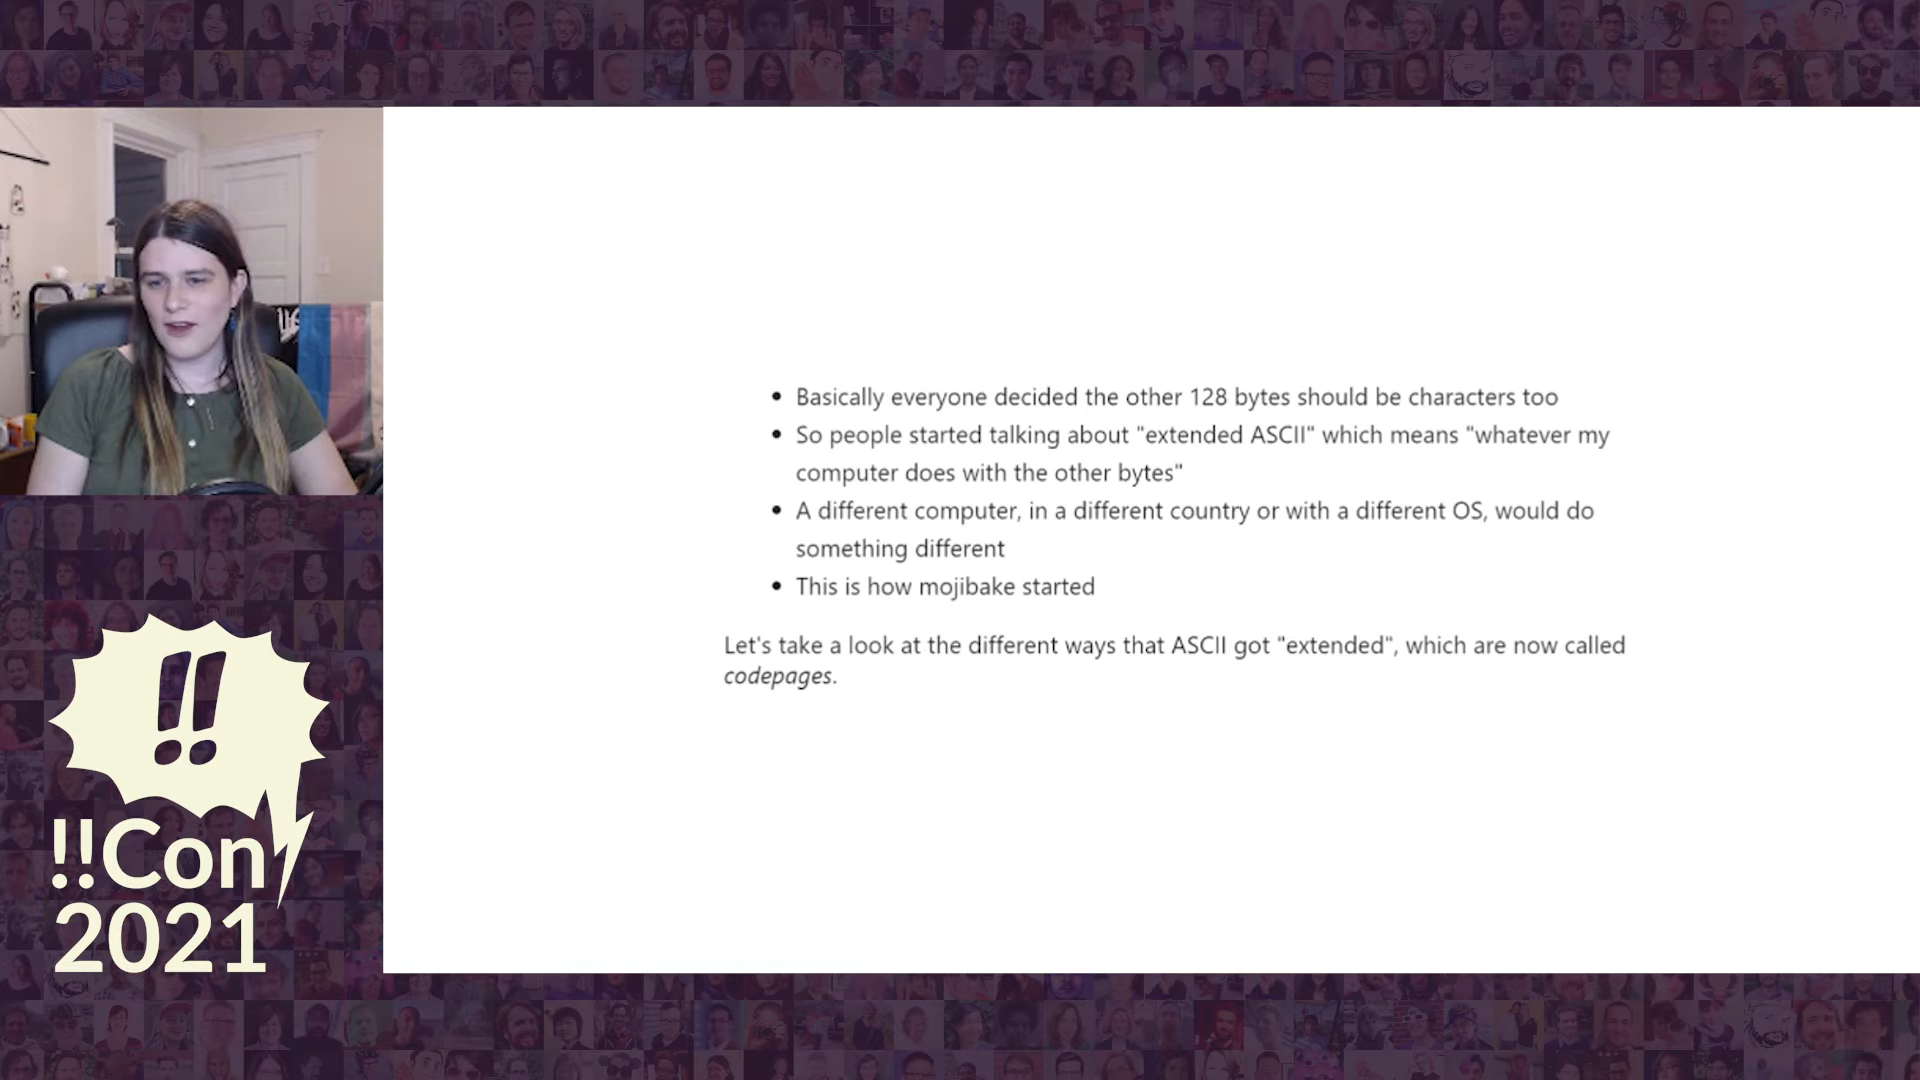 • Basically everyone decided the other 128 bytes should be characters too
• So people started talking about "extended ASCII" which means "whatever my
computer does with the other bytes"
• A different computer, in a different country or with a different OS, would do
something different
• This is how mojibake started
Let's take a look at the different ways that ASCII got "extended", which are now called
codepages.
!!
!!Con
2021